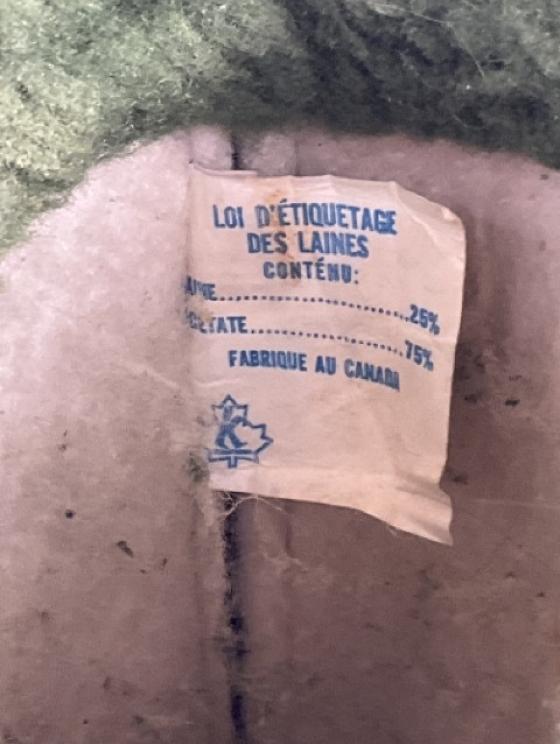 LOI D'ÉTIQUETAGE
DES LAINES
CONTÉNU:
........................25%
........................75%
FABRIQUE AU CANADA
K